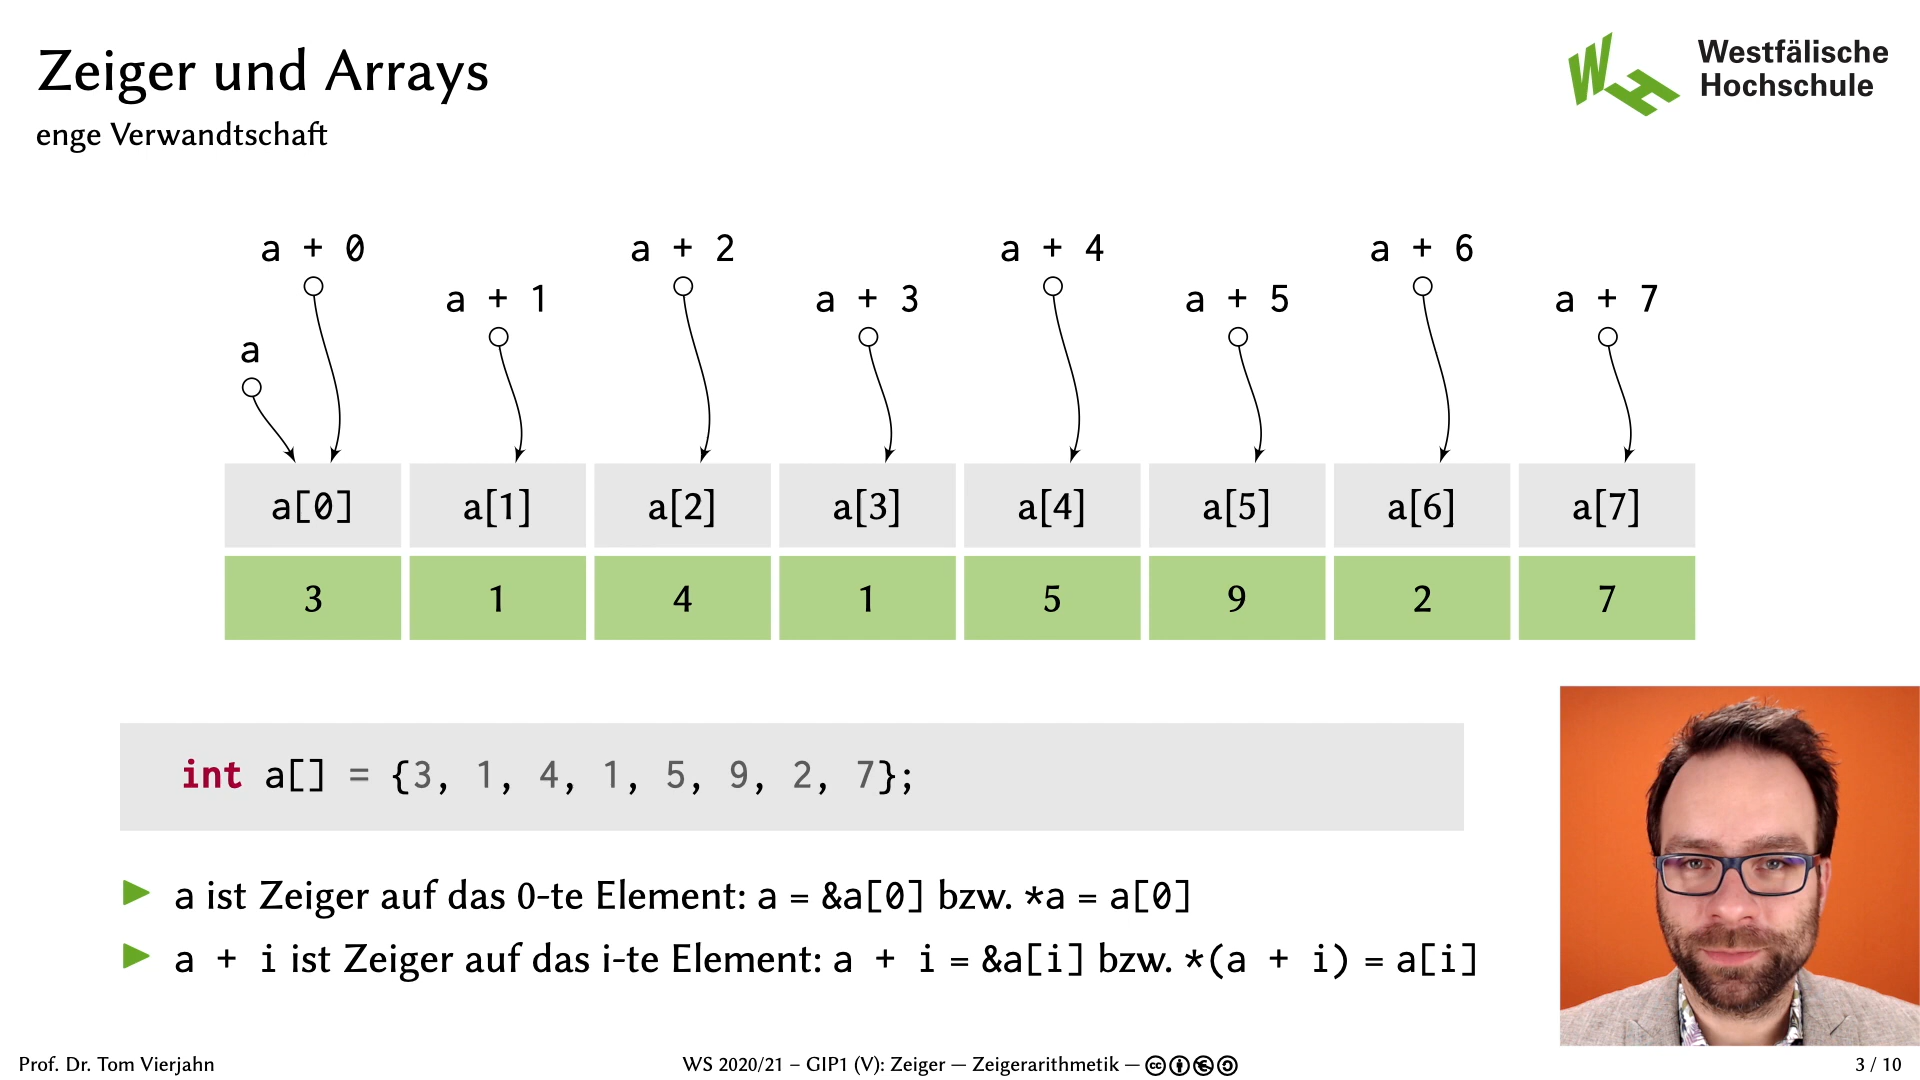 Zeiger und Arrays
enge Verwandtschaft
Westfälische
Hochschule
a + 0 a + 2 a + 4 a + 6
a + 1 a + 3 a + 5 a + 7
a
a[0] a[1] a[2] a[3] a[4] a[5] a[6] a[7]
3 1 4 1 5 9 2 7
int a[] = {3, 1, 4, 1, 5, 9, 2, 7};
a ist Zeiger auf das 0-te Element: a = &a[0] bzw. *a = a[0]
a + i ist Zeiger auf das i-te Element: a + i = &a[i] bzw. *(a + i) = a[i]
Prof. Dr. Tom Vierjahn WS 2020/21 – GIP1 (V): Zeiger — Zeigerarithmetik — 3 / 10